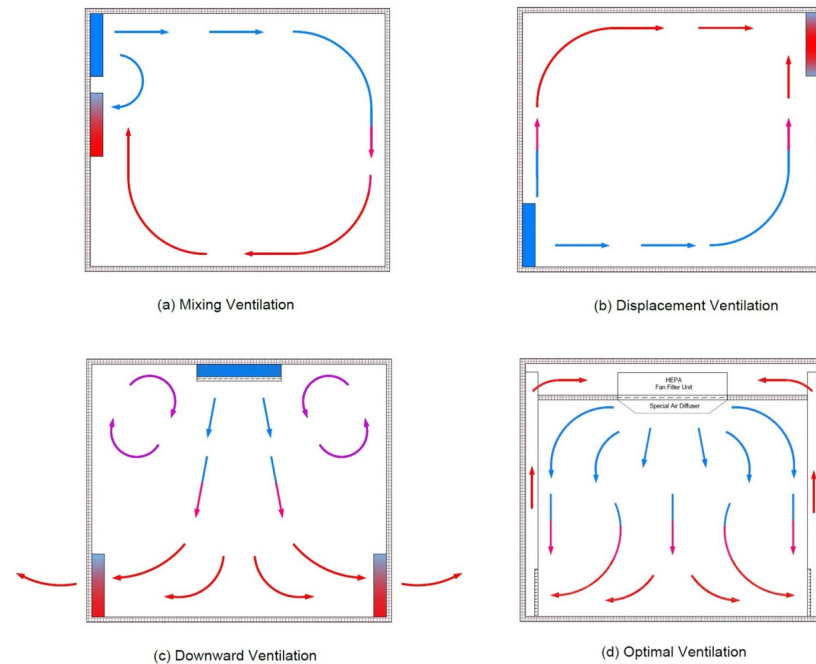 (a) Mixing Ventilation
(b) Displacement Ventilation
HEPA
Fan Filter Unit
Special Air Diffuser
(c) Downward Ventilation
(d) Optimal Ventilation